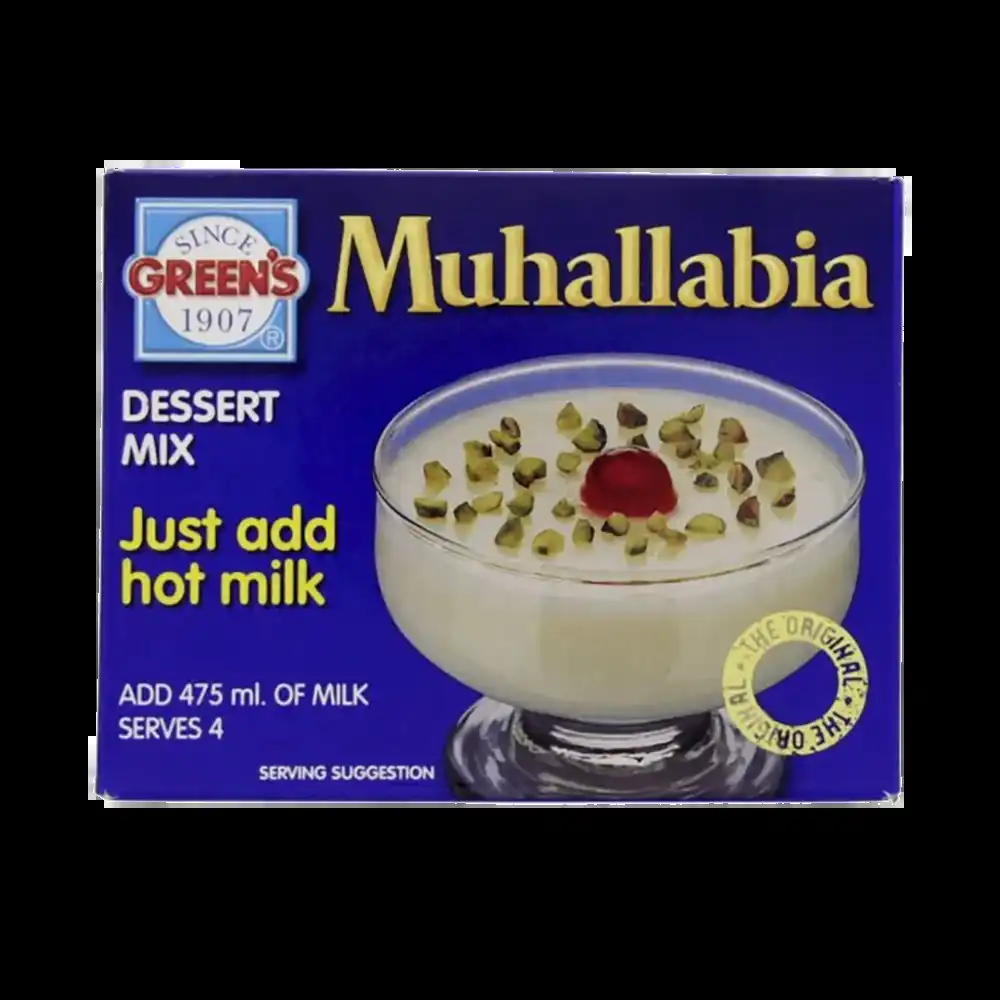 SINCE
GREEN'S
1907
®
Muhallabia
DESSERT
MIX
Just add
hot milk
ADD 475 ml. OF MILK
SERVES 4
SERVING SUGGESTION
THE ORIGINAL • THE ORIGINAL •